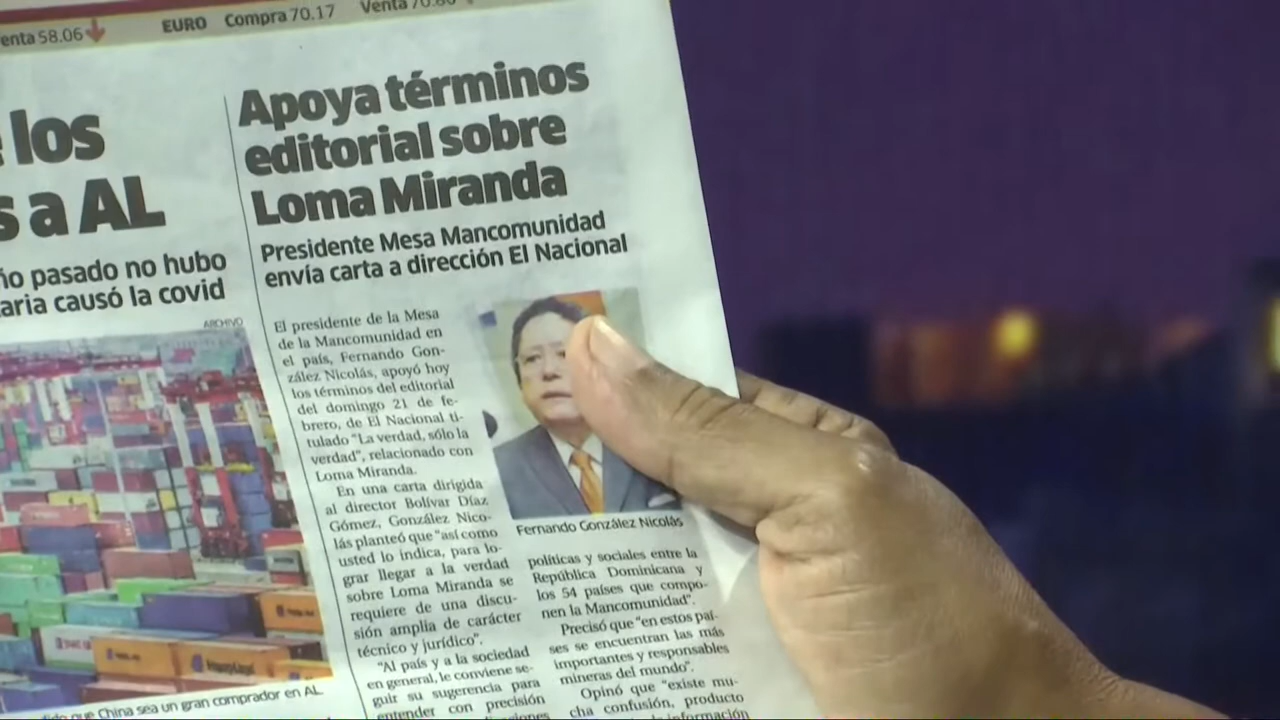 enta 58.06
EURO Compra 70.17 Venta
los
s a AL
ño pasado no hubo
aria causó la covid
ARCHIVO
Apoya términos
editorial sobre
Loma Miranda
Presidente Mesa Mancomunidad
envía carta a dirección El Nacional
El presidente de la Mesa
de la Mancomunidad en
el país, Fernando Gon-
zález Nicolás, apoyó hoy
los términos del editorial
del domingo 21 de fe-
brero, de El Nacional ti-
tulado "La verdad, sólo la
verdad", relacionado con
Loma Miranda.
En una carta dirigida
al director Bolívar Díaz
Gómez, González Nico-
lás planteó que "así como
usted lo indica, para lo-
grar llegar a la verdad
sobre Loma Miranda se
requiere de una discu-
sión amplia de carácter
técnico y jurídico".
"Al país y a la sociedad
en general, le conviene se-
guir su sugerencia para
entender con precisión
Fernando González Nicolás
políticas y sociales entre la
República Dominicana y
los 54 países que compo-
nen la Mancomunidad".
Precisó que "en estos paí-
ses se encuentran las más
importantes y responsables
mineras del mundo".
Opinó que "existe mu-
cha confusión, producto
información
que China sea un gran comprador en AL